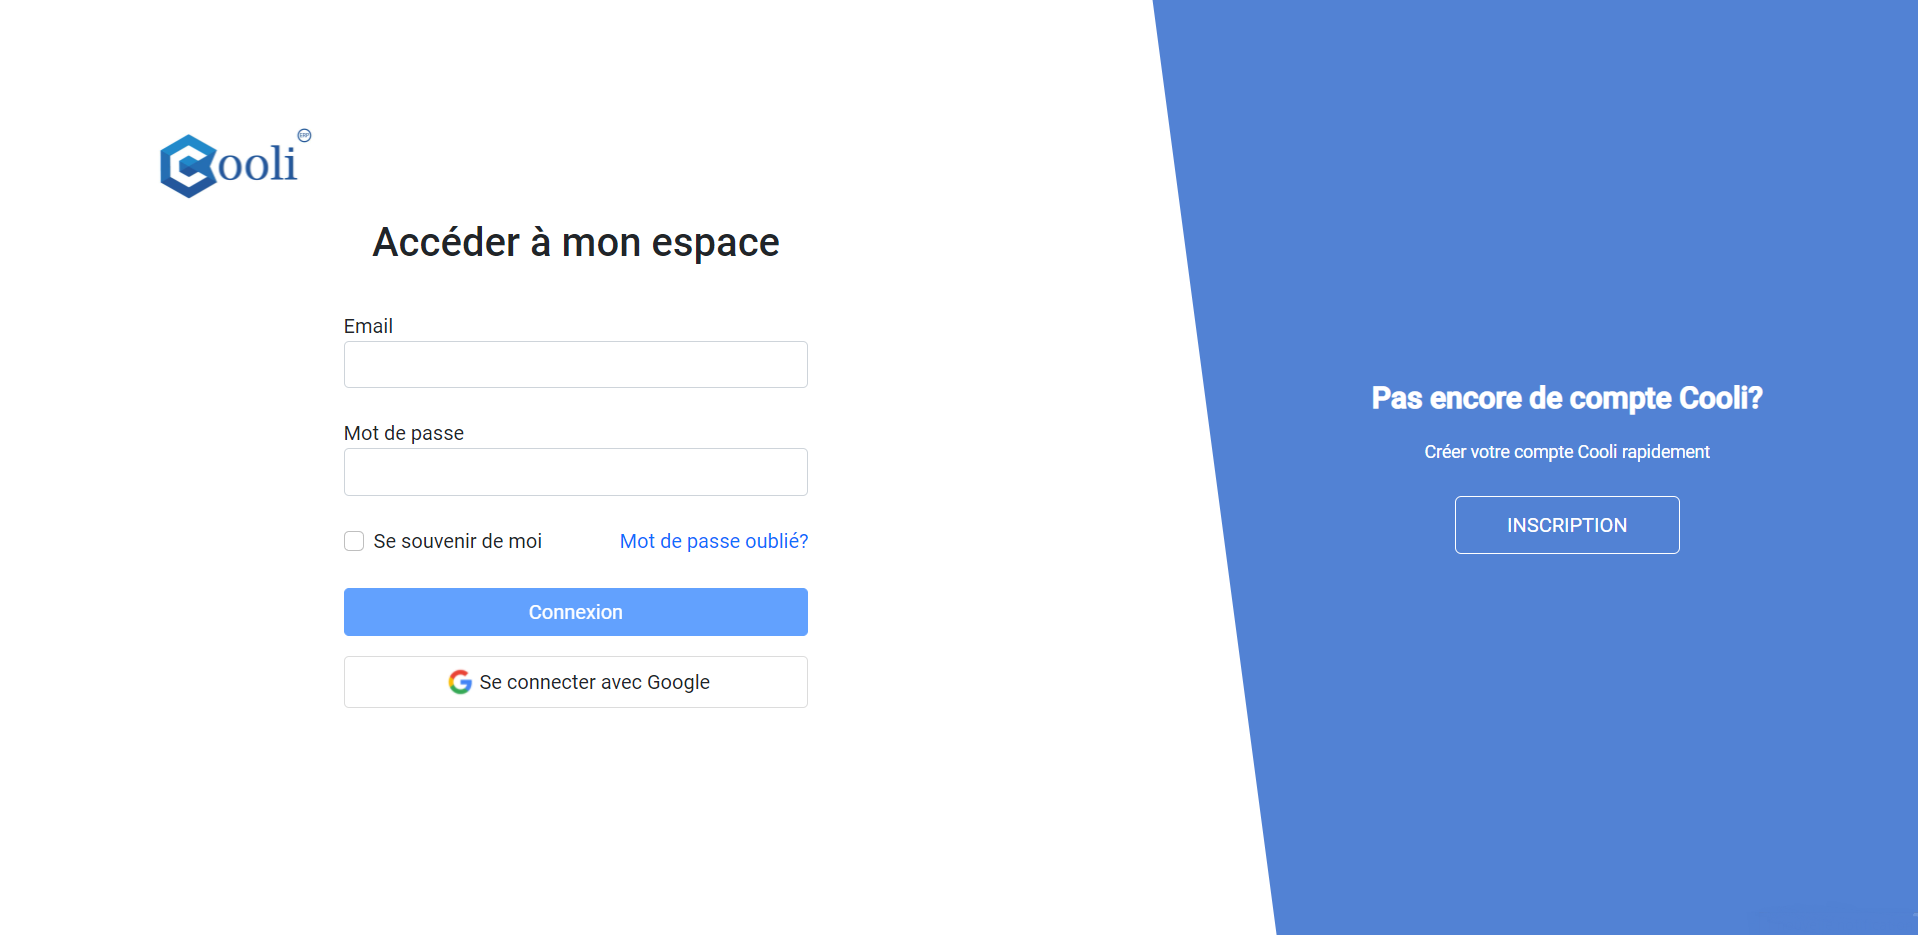 Cooli ERP
Accéder à mon espace
Email
Mot de passe
Se souvenir de moi
Mot de passe oublié?
Connexion
Se connecter avec Google
Pas encore de compte Cooli?
Créer votre compte Cooli rapidement
INSCRIPTION